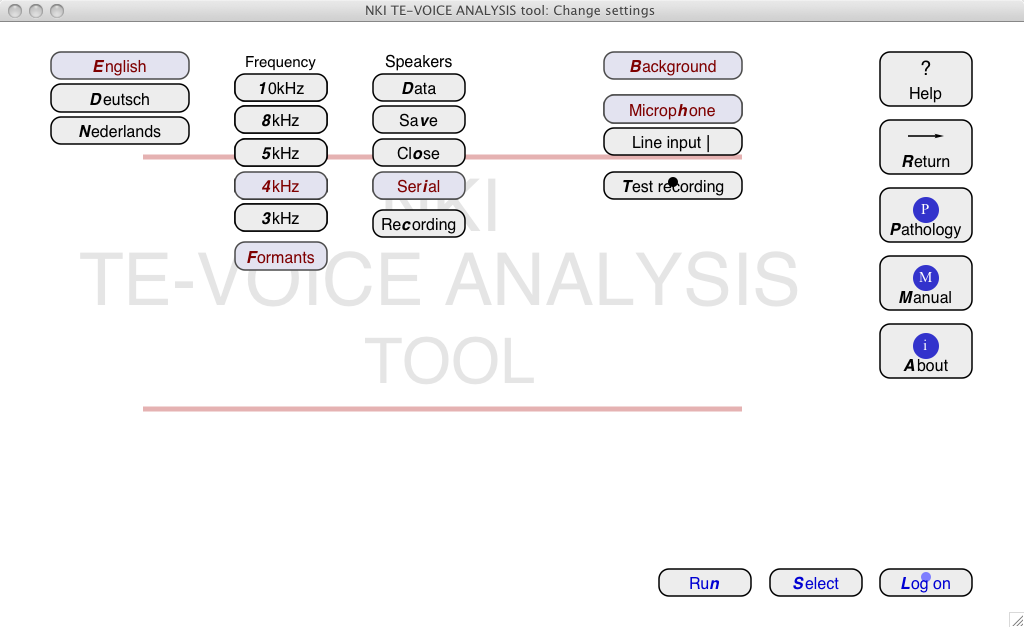 NKI TE-VOICE ANALYSIS tool: Change settings
English
Deutsch
Nederlands
Frequency
10kHz
8kHz
5kHz
4kHz
3kHz
Formants
Speakers
Data
Save
Close
Serial
Recording
Background
Microphone
Line input |
Test recording
?
Help
Return
P
Pathology
M
Manual
i
About
NKI
TE-VOICE ANALYSIS
TOOL
Run
Select
Log on